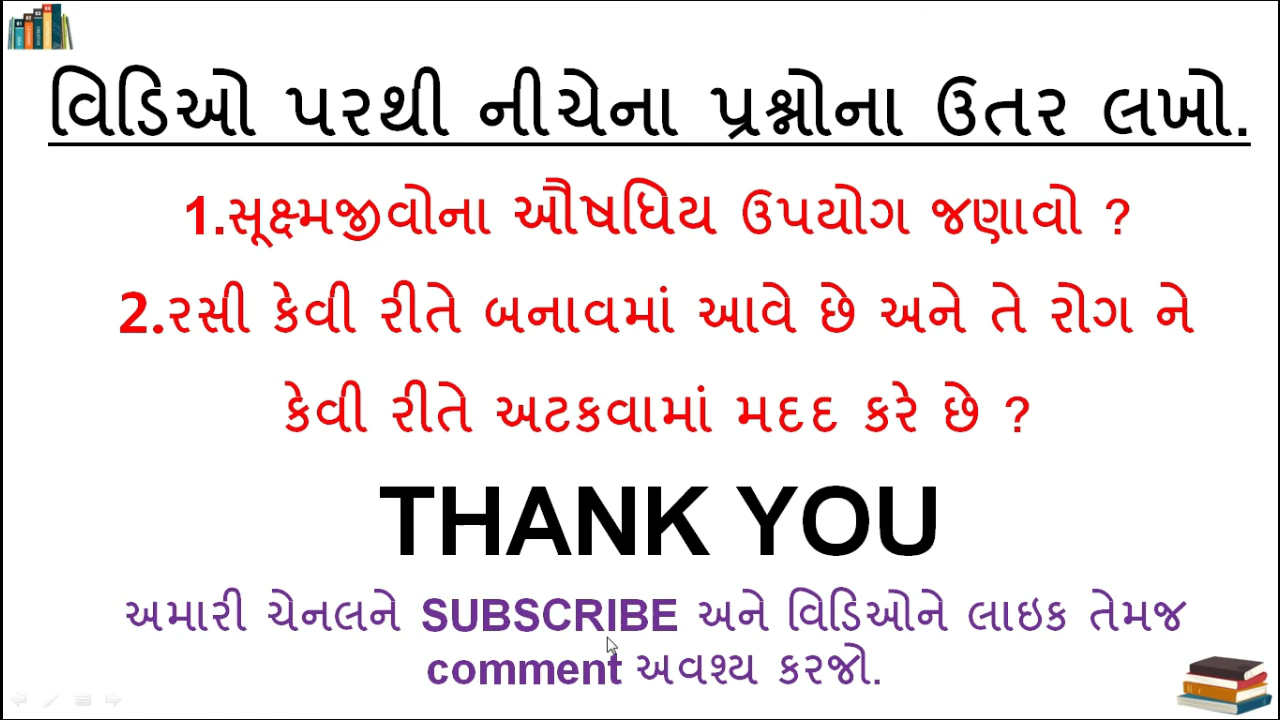 વિડિઓ પરથી નીચેના પ્રશ્નોના ઉતર લખો.
1.સૂક્ષ્મજીવોના ઔષધિય ઉપયોગ જણાવો ?
2.રસી કેવી રીતે બનાવમાં આવે છે અને તે રોગ ને
કેવી રીતે અટકવામાં મદદ કરે છે ?
THANK YOU
અમારી ચેનલને SUBSCRIBE અને વિડિઓને લાઇક તેમજ
comment અવશ્ય કરજો.